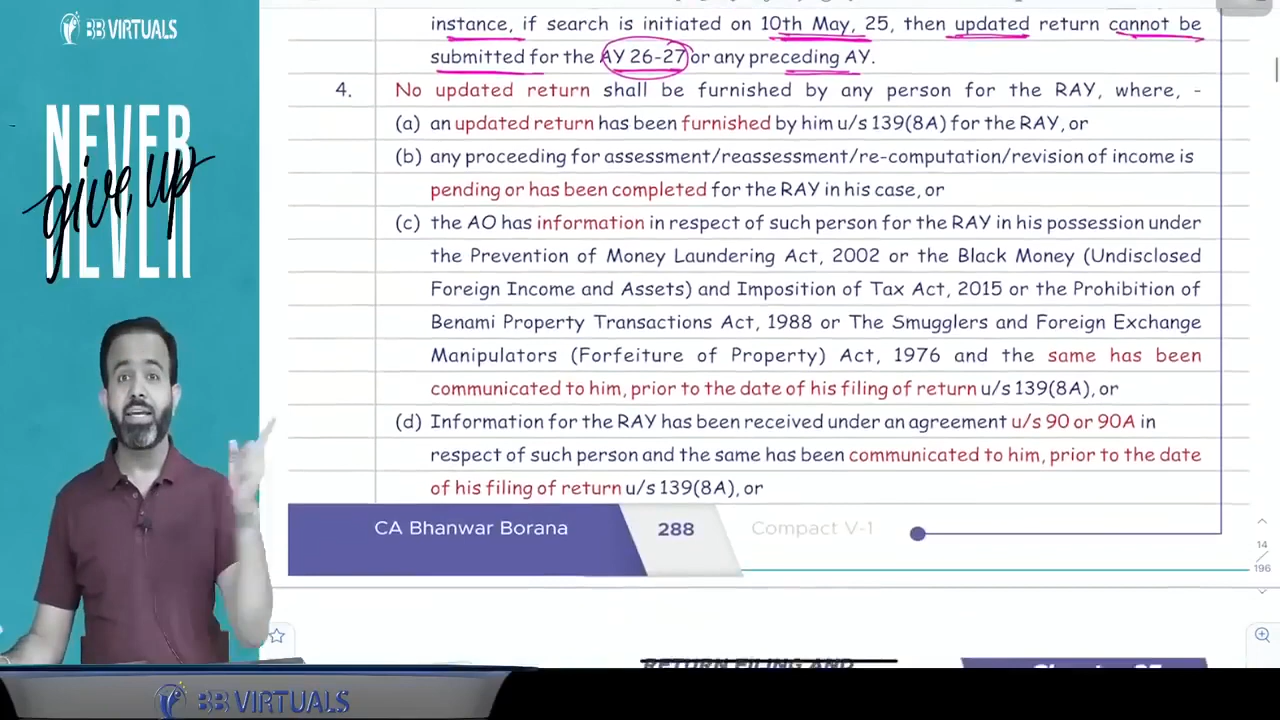 BB VIRTUALS
NEVER
give up
NEVER
instance, if search is initiated on 10th May, 25, then updated return cannot be
submitted for the AY 26-27 or any preceding AY.
4. No updated return shall be furnished by any person for the RAY, where, -
(a) an updated return has been furnished by him u/s 139(8A) for the RAY, or
(b) any proceeding for assessment/reassessment/re-computation/revision of income is
pending or has been completed for the RAY in his case, or
(c) the AO has information in respect of such person for the RAY in his possession under
the Prevention of Money Laundering Act, 2002 or the Black Money (Undisclosed
Foreign Income and Assets) and Imposition of Tax Act, 2015 or the Prohibition of
Benami Property Transactions Act, 1988 or The Smugglers and Foreign Exchange
Manipulators (Forfeiture of Property) Act, 1976 and the same has been
communicated to him, prior to the date of his filing of return u/s 139(8A), or
(d) Information for the RAY has been received under an agreement u/s 90 or 90A in
respect of such person and the same has been communicated to him, prior to the date
of his filing of return u/s 139(8A), or
CA Bhanwar Borana 288 Compact V-1
14
196
RETURN FILING AND
BB VIRTUALS